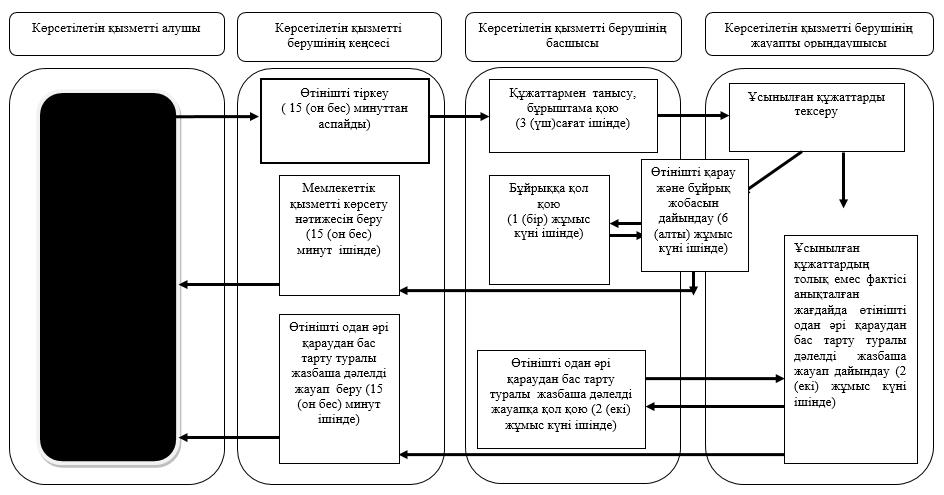 Көрсетілетін қызметті алушы
Көрсетілетін қызметті
берушінің кеңсесі
Көрсетілетін қызметті берушінің
басшысы
Көрсетілетін қызметті берушінің
жауапты орындаушысы
Өтінішті тіркеу
( 15 (он бес) минуттан
аспайды)
Құжаттармен танысу,
бұрыштама қою
(3 (үш)сағат ішінде)
Ұсынылған құжаттарды
тексеру
Мемлекеттік
қызметті көрсету
нәтижесін беру
(15 (он бес)
минут ішінде)
Бұйрыққа қол
қою
(1 (бір) жұмыс
күні ішінде)
Өтінішті қарау
және бұйрық
жобасын
дайындау (6
(алты) жұмыс
күні ішінде)
Ұсынылған
құжаттардың
толық емес фактісі
анықталған
жағдайда өтінішті
одан әрі қараудан
бас тарту туралы
дәлелді жазбаша
жауап дайындау (2
(екі) жұмыс күні
ішінде)
Өтінішті одан әрі
қараудан бас
тарту туралы
жазбаша дәлелді
жауап беру (15
(он бес) минут
ішінде)
Өтінішті одан әрі
қараудан бас тарту
туралы жазбаша дәлелді
жауапқа қол қою (2 (екі)
жұмыс күні ішінде)